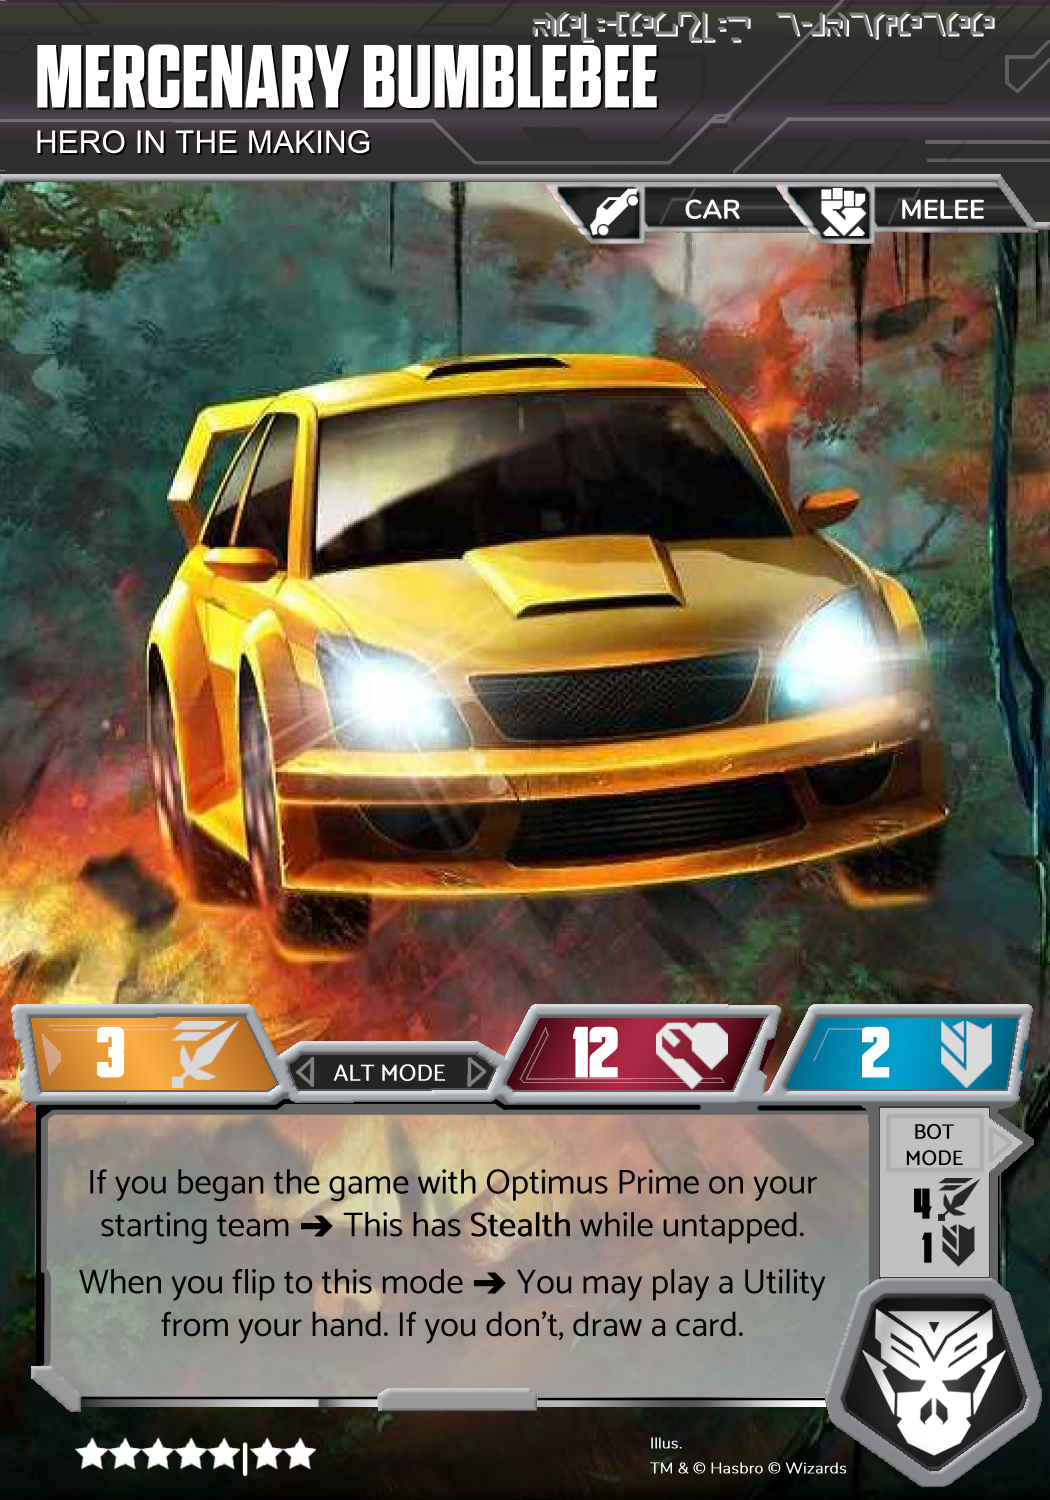 MERCENARY BUMBLEBEE
HERO IN THE MAKING
CAR
MELEE
3
ALT MODE
12
2
If you began the game with Optimus Prime on your
starting team ➔ This has Stealth while untapped.
When you flip to this mode ➔ You may play a Utility
from your hand. If you don't, draw a card.
BOT
MODE
4
1
Illus.
TM & © Hasbro © Wizards